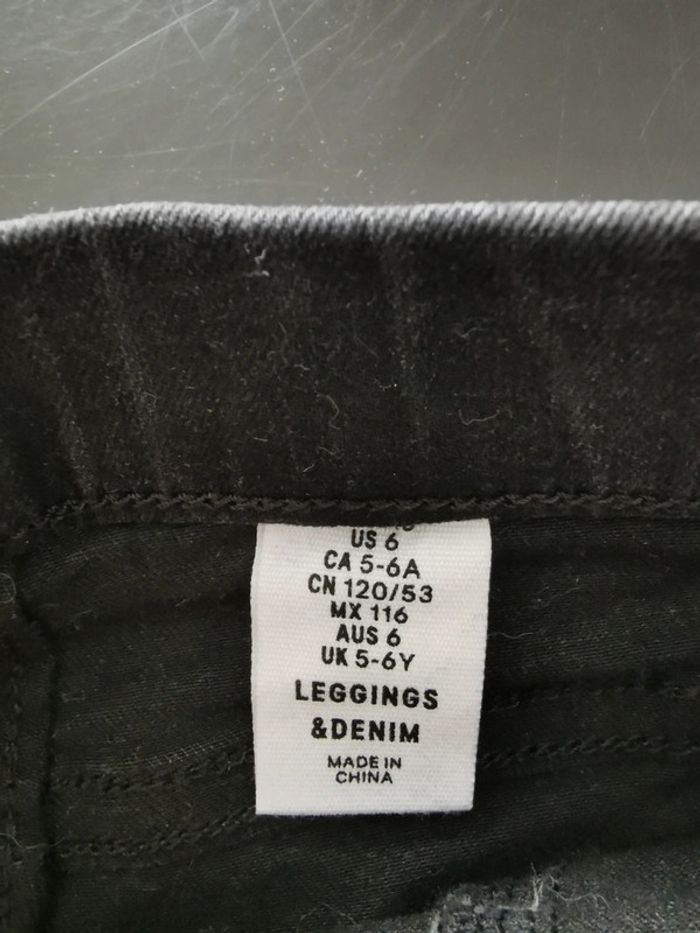 US 6
CA 5-6A
CN 120/53
MX 116
AUS 6
UK 5-6Y
LEGGINGS
&DENIM
MADE IN
CHINA